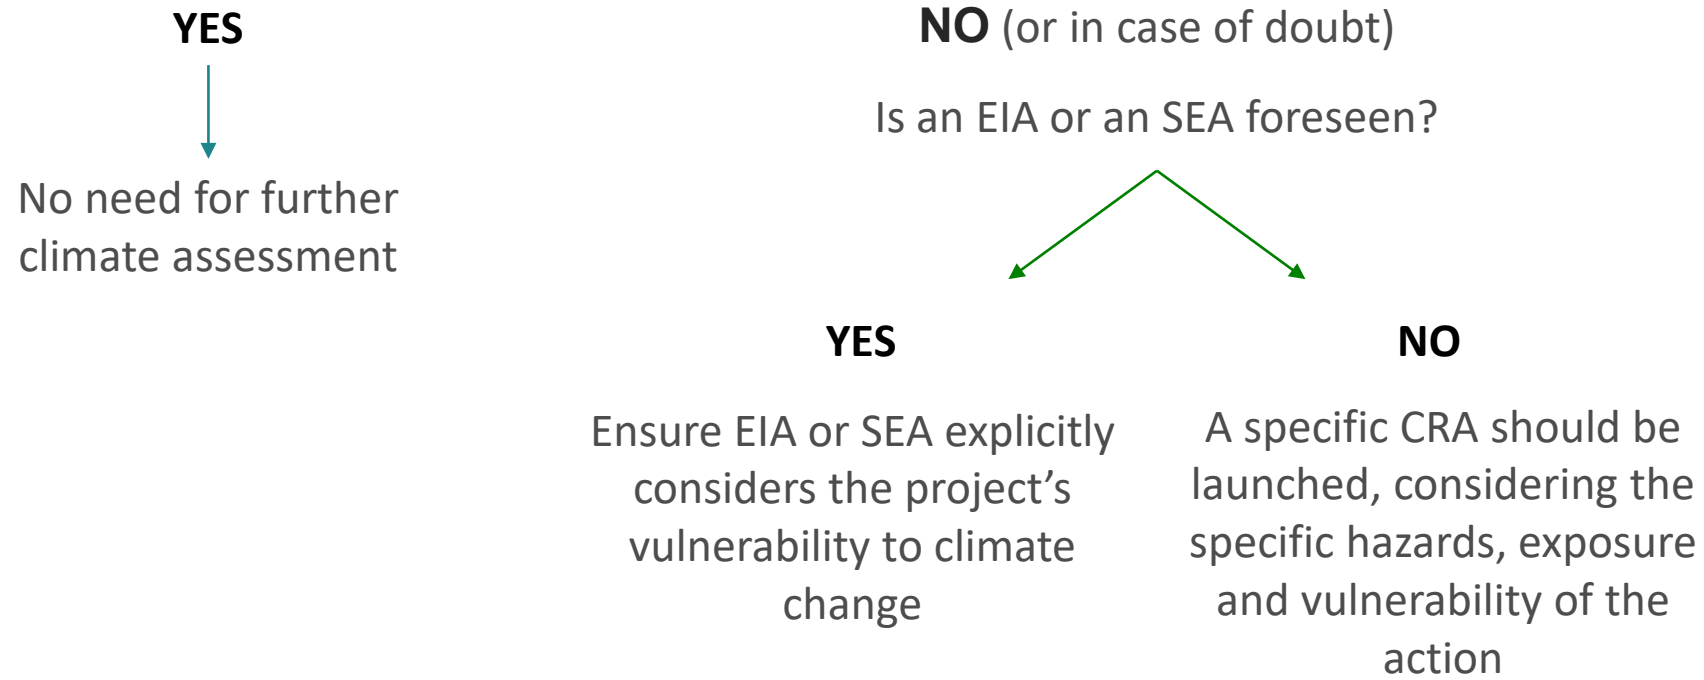 YES
No need for further
climate assessment
NO (or in case of doubt)
Is an EIA or an SEA foreseen?
YES
Ensure EIA or SEA explicitly
considers the project’s
vulnerability to climate
change
NO
A specific CRA should be
launched, considering the
specific hazards, exposure
and vulnerability of the
action